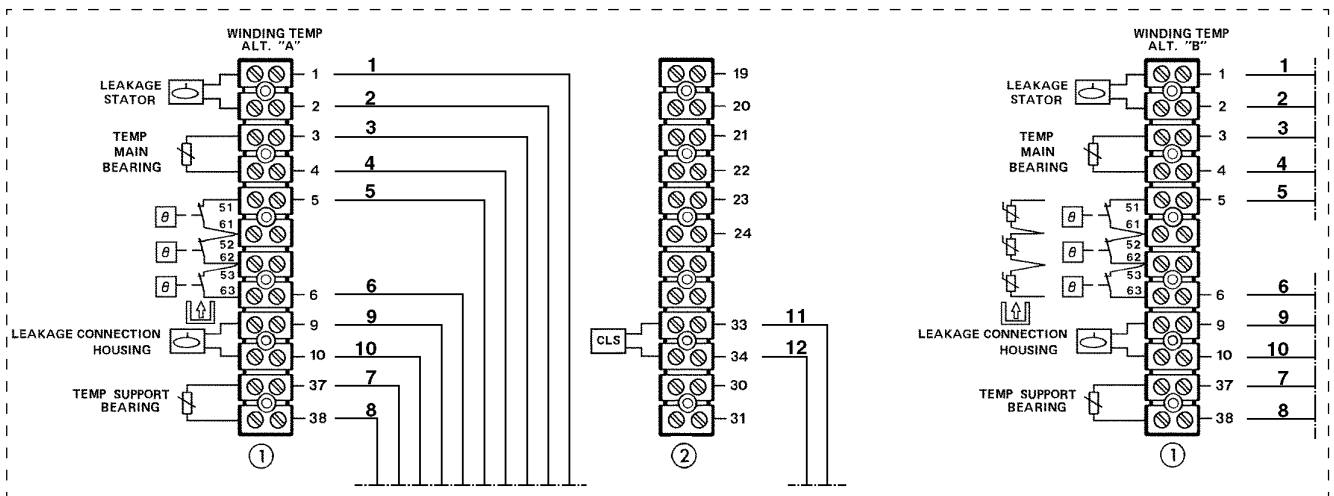 WINDING TEMP
ALT. "A"
LEAKAGE
STATOR
TEMP
MAIN
BEARING
51
61
θ
52
62
θ
53
63
θ
LEAKAGE CONNECTION
HOUSING
TEMP SUPPORT
BEARING
1
2
3
4
5
6
9
10
37
38
1
2
3
4
5
6
9
10
7
8
1
19
20
21
22
23
24
CLS
33
34
30
31
11
12
2
WINDING TEMP
ALT. "B"
LEAKAGE
STATOR
TEMP
MAIN
BEARING
51
61
θ
52
62
θ
53
63
θ
LEAKAGE CONNECTION
HOUSING
TEMP SUPPORT
BEARING
1
2
3
4
5
6
9
10
37
38
1
2
3
4
5
6
9
10
7
8
1